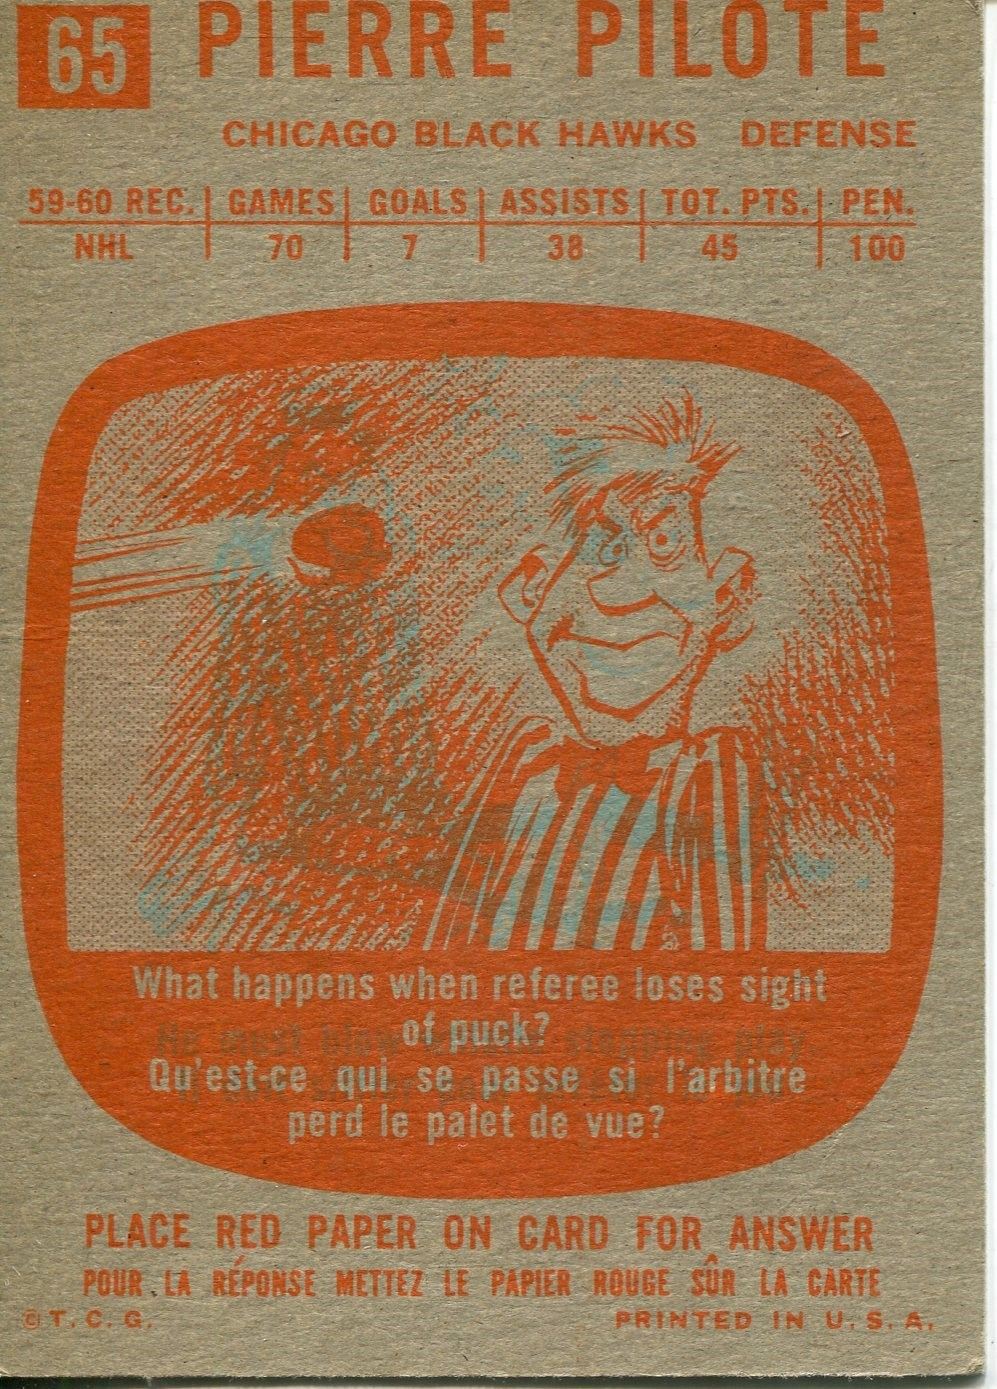 65 PIERRE PILOTE
CHICAGO BLACK HAWKS DEFENSE
59-60 REC. GAMES GOALS ASSISTS TOT. PTS. PEN.
NHL 70 7 38 45 100
What happens when referee loses sight
of puck?
He must blow stopping play.
Qu'est-ce qui se passe si l'arbitre
perd le palet de vue?
PLACE RED PAPER ON CARD FOR ANSWER
POUR LA RÉPONSE METTEZ LE PAPIER ROUGE SÛR LA CARTE
© T. C. G. PRINTED IN U. S. A.